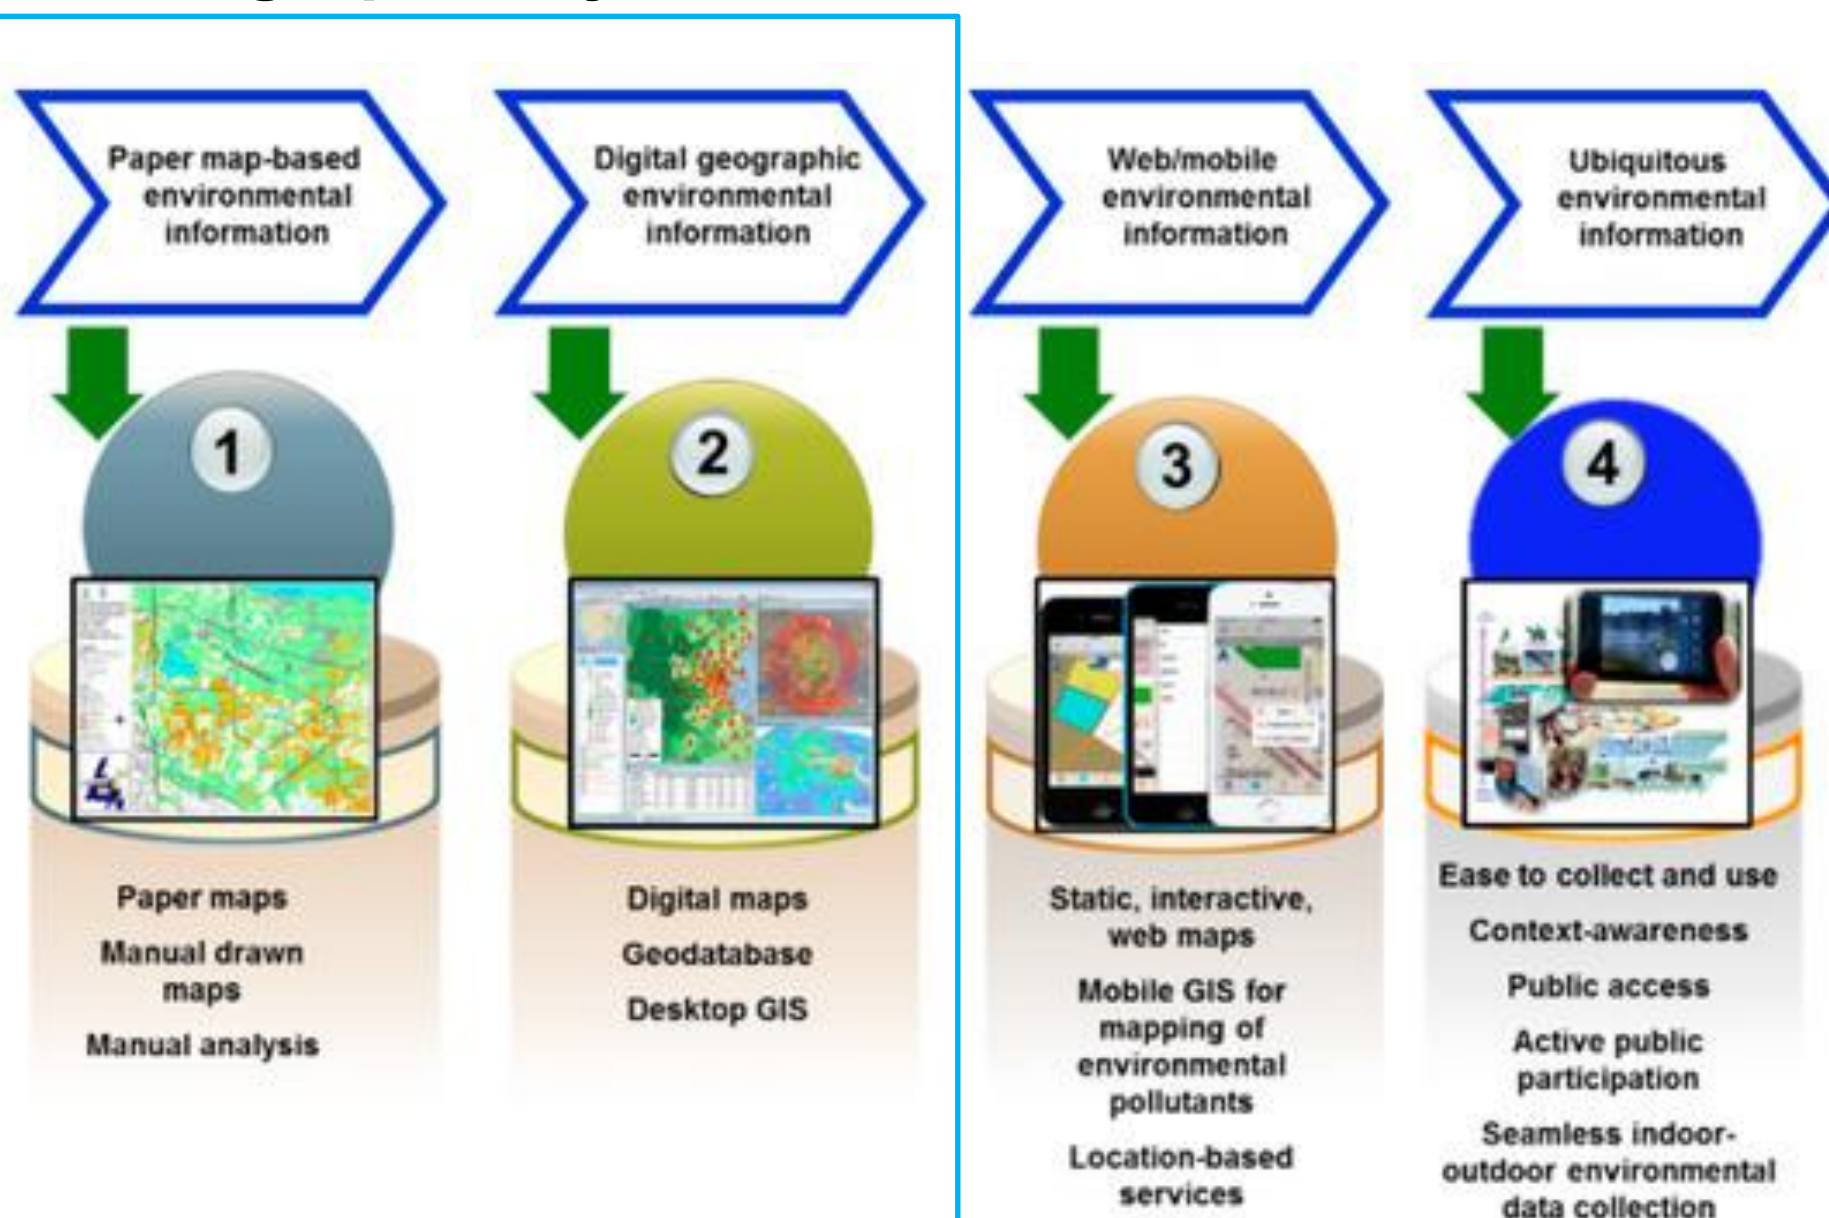 Paper map-based
environmental
information
Digital geographic
environmental
information
Web/mobile
environmental
information
Ubiquitous
environmental
information
1
2
3
4
Paper maps
Manual drawn
maps
Manual analysis
Digital maps
Geodatabase
Desktop GIS
Static, interactive,
web maps
Mobile GIS for
mapping of
environmental
pollutants
Location-based
services
Ease to collect and use
Context-awareness
Public access
Active public
participation
Seamless indoor-
outdoor environmental
data collection